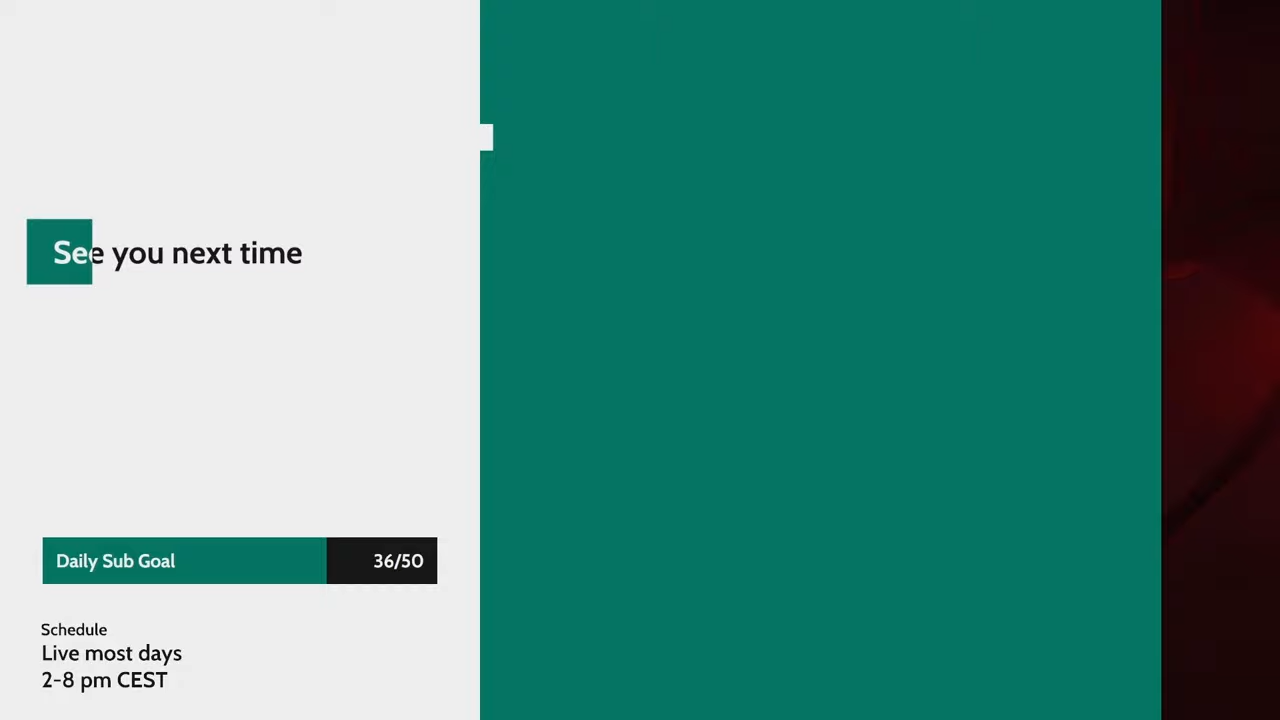 See you next time
Daily Sub Goal 36/50
Schedule
Live most days
2-8 pm CEST